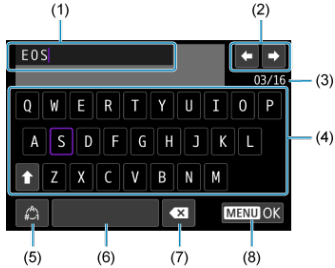 (1) (2)
EOS
03/16 (3)
Q W E R T Y U I O P
A S D F G H J K L (4)
Z X C V B N M
MENU OK
(5) (6) (7) (8)